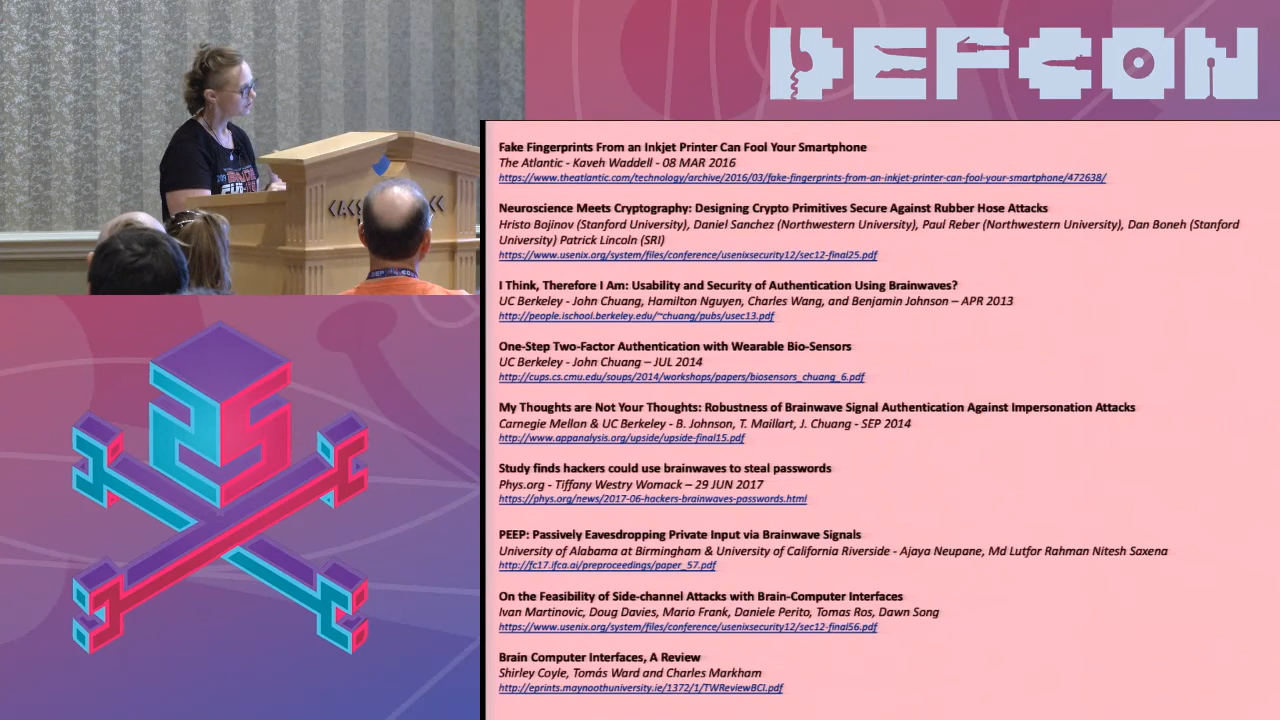 DEFCON
Fake Fingerprints From an Inkjet Printer Can Fool Your Smartphone
The Atlantic - Kaveh Waddell - 08 MAR 2016
https://www.theatlantic.com/technology/archive/2016/03/fake-fingerprints-from-an-inkjet-printer-can-fool-your-smartphone/472638/
Neuroscience Meets Cryptography: Designing Crypto Primitives Secure Against Rubber Hose Attacks
Hristo Bojinov (Stanford University), Daniel Sanchez (Northwestern University), Paul Reber (Northwestern University), Dan Boneh (Stanford
University) Patrick Lincoln (SRI)
https://www.usenix.org/system/files/conference/usenixsecurity12/sec12-final25.pdf
I Think, Therefore I Am: Usability and Security of Authentication Using Brainwaves?
UC Berkeley - John Chuang, Hamilton Nguyen, Charles Wang, and Benjamin Johnson – APR 2013
http://people.ischool.berkeley.edu/~chuang/pubs/usec13.pdf
One-Step Two-Factor Authentication with Wearable Bio-Sensors
UC Berkeley - John Chuang – JUL 2014
http://cups.cs.cmu.edu/soups/2014/workshops/papers/biosensors_chuang_6.pdf
My Thoughts are Not Your Thoughts: Robustness of Brainwave Signal Authentication Against Impersonation Attacks
Carnegie Mellon & UC Berkeley - B. Johnson, T. Maillart, J. Chuang - SEP 2014
http://www.appanalysis.org/upside/upside-final15.pdf
Study finds hackers could use brainwaves to steal passwords
Phys.org - Tiffany Westry Womack – 29 JUN 2017
https://phys.org/news/2017-06-hackers-brainwaves-passwords.html
PEEP: Passively Eavesdropping Private Input via Brainwave Signals
University of Alabama at Birmingham & University of California Riverside - Ajaya Neupane, Md Lutfor Rahman Nitesh Saxena
http://fc17.ifca.ai/preproceedings/paper_57.pdf
On the Feasibility of Side-channel Attacks with Brain-Computer Interfaces
Ivan Martinovic, Doug Davies, Mario Frank, Daniele Perito, Tomas Ros, Dawn Song
https://www.usenix.org/system/files/conference/usenixsecurity12/sec12-final56.pdf
Brain Computer Interfaces, A Review
Shirley Coyle, Tomás Ward and Charles Markham
http://eprints.maynoothuniversity.ie/1372/1/TWReviewBCI.pdf